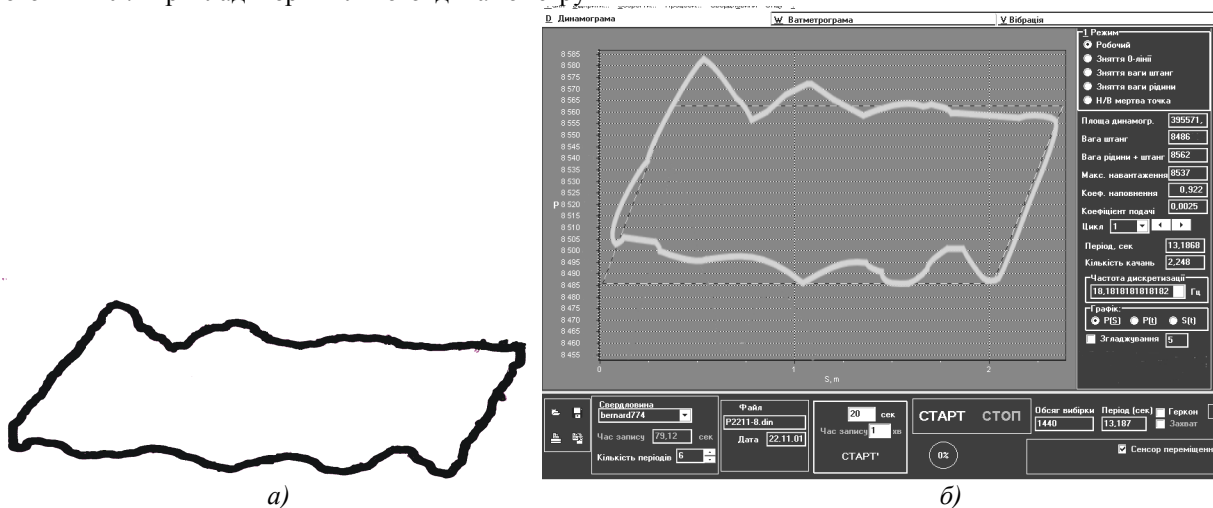 D Динамограма
W Ватметрограма
V Вібрація
8 585
8 580
8 575
8 570
8 565
8 560
8 555
8 550
8 545
8 540
8 535
8 530
8 525
P 8 520
8 515
8 510
8 505
8 500
8 495
8 490
8 485
8 480
8 475
8 470
8 465
8 460
8 455
0
1
2
S, m
1 Режим
Робочий
Зняття 0-лінії
Зняття ваги штанг
Зняття ваги рідини
Н/В мертва точка
Площа динамогр. 395571,
Вага штанг 8486
Вага рідини + штанг 8562
Макс. навантаження 8537
Коеф. наповнення 0,922
Коефіцієнт подачі 0,0025
Цикл 1
Період, сек 13,1868
Кількість качань 2,248
Частота дискретизації
18,1818181818182 Гц
Графік:
P(S) P(t) S(t)
Згладжування 5
Свердловина
bernard774
Час запису 79,12 сек
Кількість періодів 6
Файл
P2211-8.din
Дата 22.11.01
20 сек
Час запису 1 хв
СТАРТ'
СТАРТ СТОП
0%
Обсяг вибірки
1440
Період (сек)
13,187
Геркон
Захват
Сенсор переміщенн
а)
б)